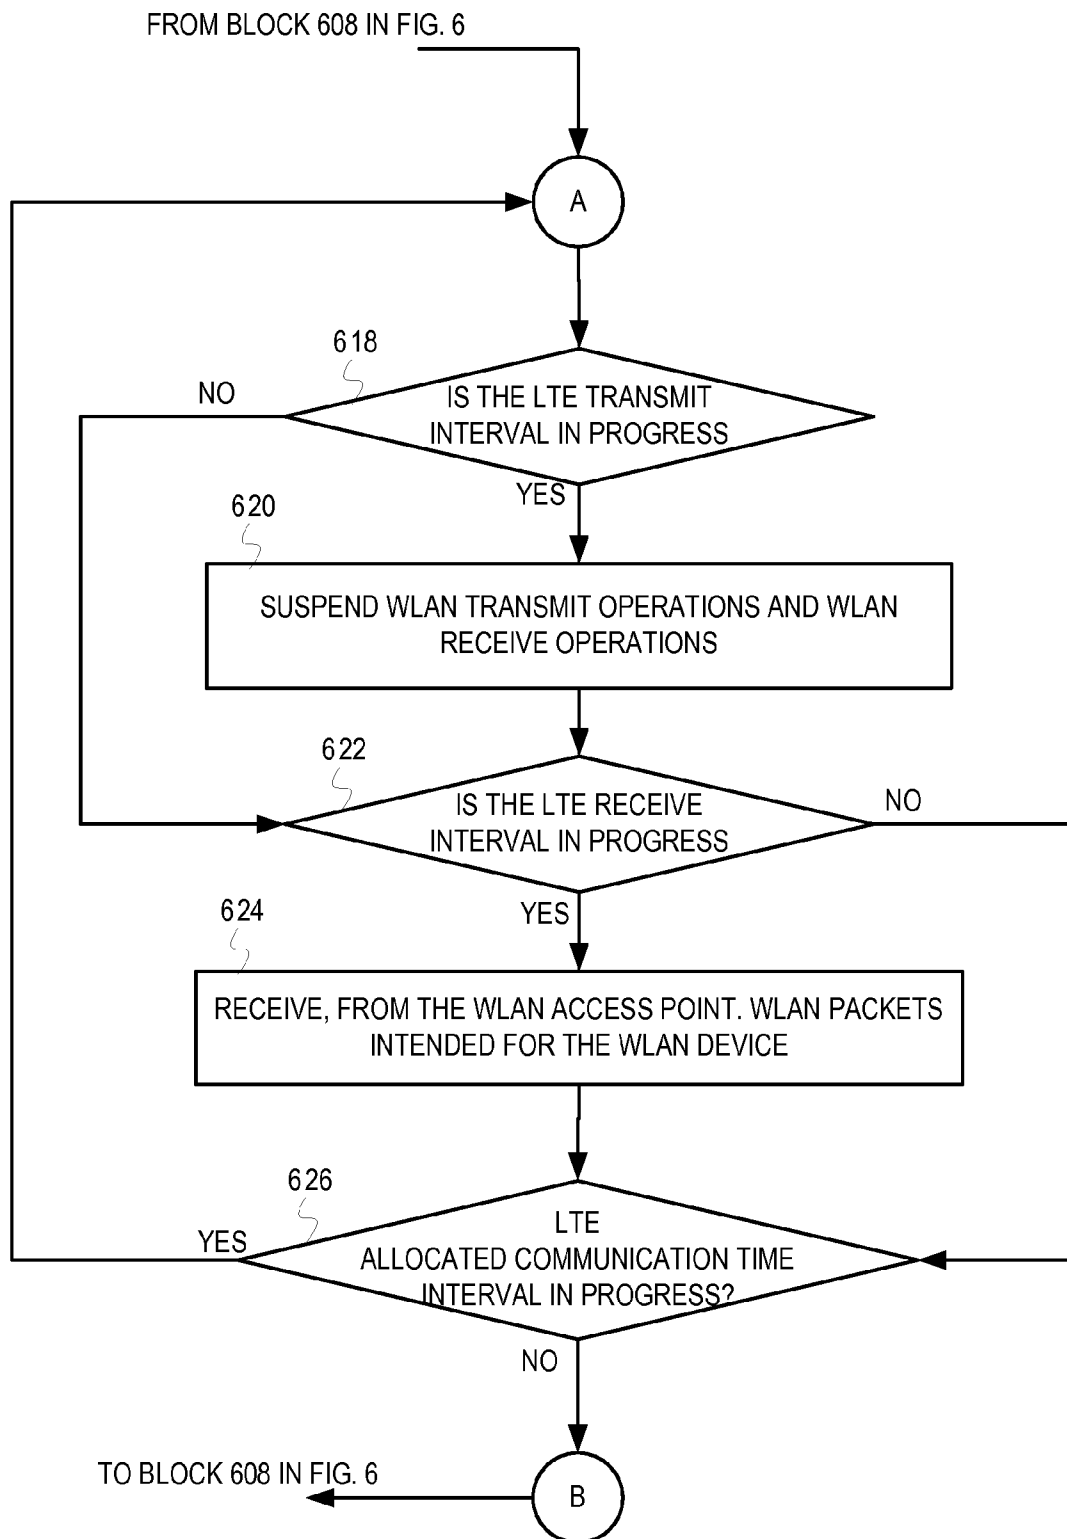 FROM BLOCK 608 IN FIG. 6
A
618
NO
IS THE LTE TRANSMIT
INTERVAL IN PROGRESS
YES
620
SUSPEND WLAN TRANSMIT OPERATIONS AND WLAN
RECEIVE OPERATIONS
622
IS THE LTE RECEIVE
INTERVAL IN PROGRESS
NO
YES
624
RECEIVE, FROM THE WLAN ACCESS POINT. WLAN PACKETS
INTENDED FOR THE WLAN DEVICE
626
YES
LTE
ALLOCATED COMMUNICATION TIME
INTERVAL IN PROGRESS?
NO
TO BLOCK 608 IN FIG. 6
B